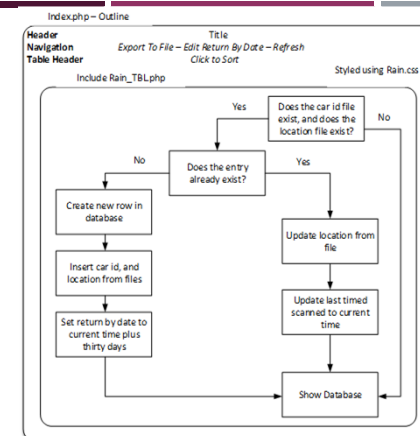 Index.php – Outline
Header Title
Navigation Export To File – Edit Return By Date – Refresh
Table Header Click to Sort
Styled using Rain.css
Include Rain_TBL.php
Does the car id file
exist, and does the
location file exist?
Yes
No
Does the entry
already exist?
No
Yes
Create new row in
database
Update location from
file
Insert car id, and
location from files
Update last timed
scanned to current
time
Set return by date to
current time plus
thirty days
Show Database